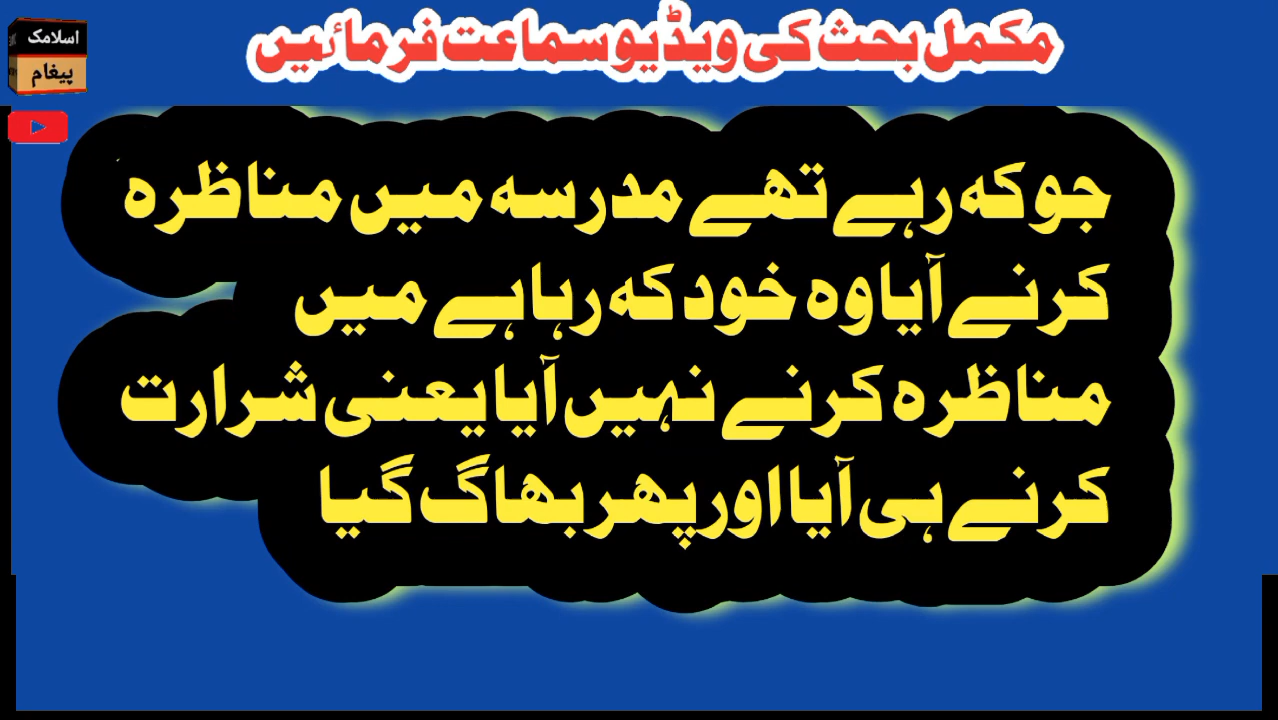 مکمل بحث کی ویڈیو سماعت فرمائیں
اسلامک
پیغام
جو کہ رہے تھے مدرسہ میں مناظرہ
کرنے آیا وہ خود کہ رہا ہے میں
مناظرہ کرنے نہیں آیا یعنی شرارت
کرنے ہی آیا اور پھر بھاگ گیا